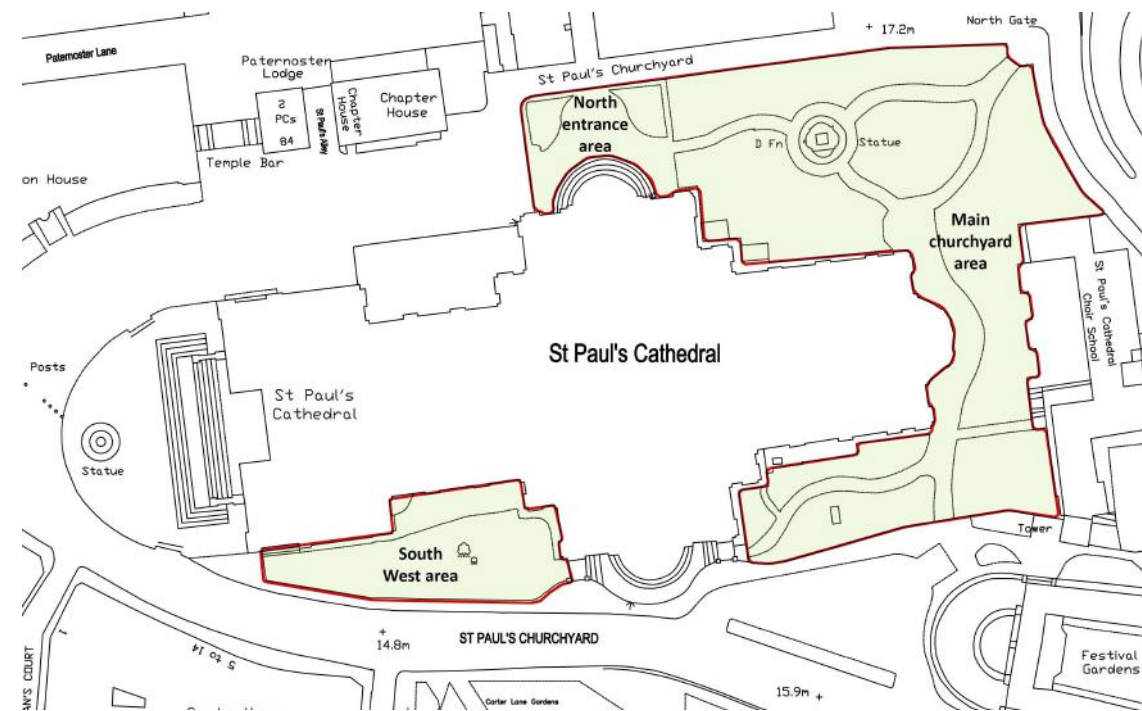 North Gate
+ 17.2m
Paternoster Lane
St Paul's Churchyard
Paternoster
Lodge
2
PCs
84
St Paul's Alley
Chapter
House
Chapter
House
North
entrance
area
Temple Bar
D Fn
Statue
on House
Main
churchyard
area
St Paul's Cathedral
Choir School
St Paul's Cathedral
Posts
St Paul's
Cathedral
Statue
Tower
South
West area
ST PAUL'S CHURCHYARD
+
14.8m
1
5 to 14
AN'S COURT
Festival
Gardens
15.9m +
Carter Lane Gardens